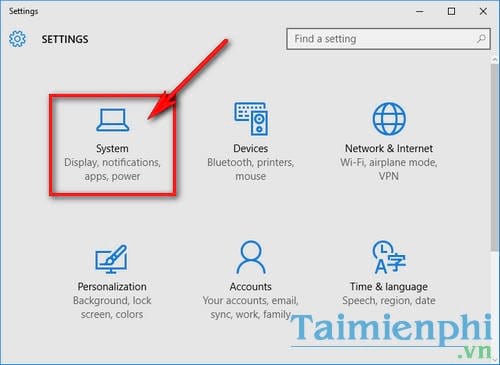 Settings
SETTINGS
Find a setting
System
Display, notifications,
apps, power
Devices
Bluetooth, printers,
mouse
Network & Internet
Wi-Fi, airplane mode,
VPN
Personalization
Background, lock
screen, colors
Accounts
Your accounts, email,
sync, work, family
Time & language
Speech, region, date
Taimienphi
.vn